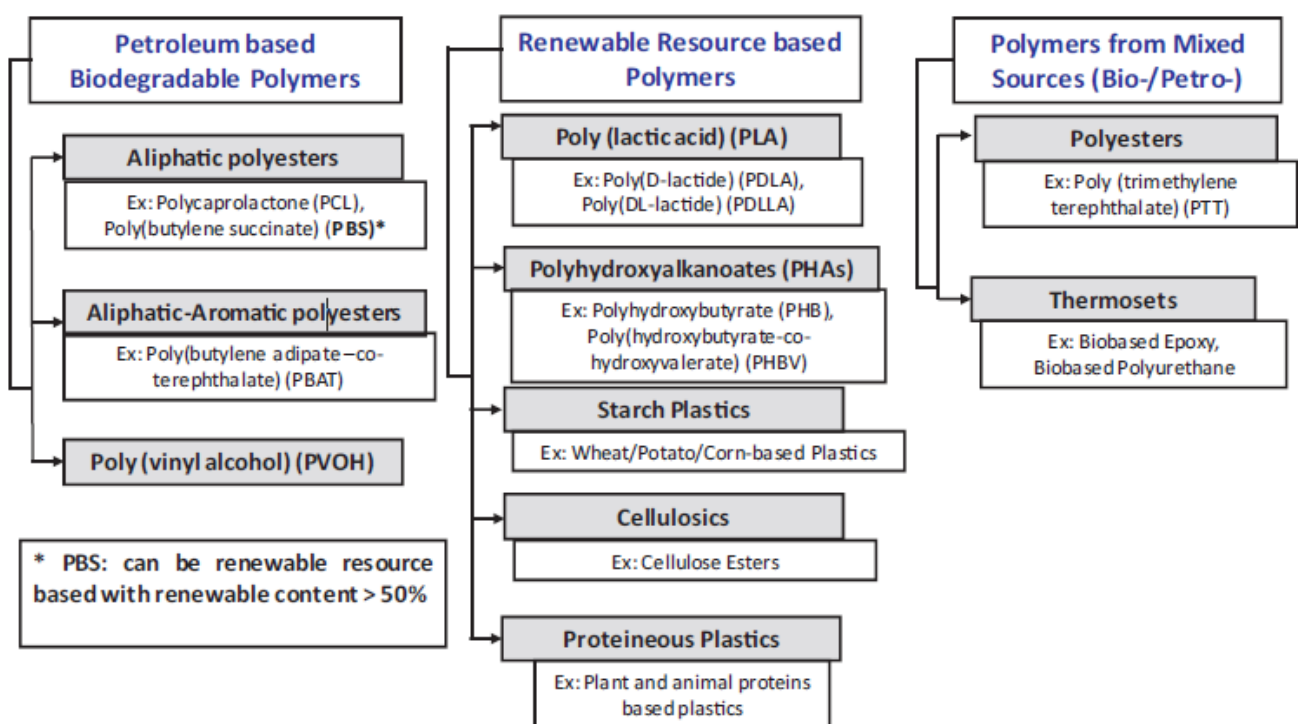 Petroleum based
Biodegradable Polymers
Aliphatic polyesters
Ex: Polycaprolactone (PCL),
Poly(butylene succinate) (PBS)*
Aliphatic-Aromatic polyesters
Ex: Poly(butylene adipate –co-
terephthalate) (PBAT)
Poly (vinyl alcohol) (PVOH)
* PBS: can be renewable resource
based with renewable content > 50%
Renewable Resource based
Polymers
Poly (lactic acid) (PLA)
Ex: Poly(D-lactide) (PDLA),
Poly(DL-lactide) (PDLLA)
Polyhydroxyalkanoates (PHAs)
Ex: Polyhydroxybutyrate (PHB),
Poly(hydroxybutyrate-co-
hydroxyvalerate) (PHBV)
Starch Plastics
Ex: Wheat/Potato/Corn-based Plastics
Cellulosics
Ex: Cellulose Esters
Proteineous Plastics
Ex: Plant and animal proteins
based plastics
Polymers from Mixed
Sources (Bio-/Petro-)
Polyesters
Ex: Poly (trimethylene
terephthalate) (PTT)
Thermosets
Ex: Biobased Epoxy,
Biobased Polyurethane